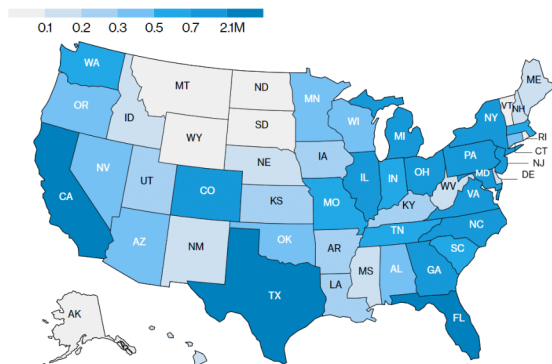 0.1 0.2 0.3 0.5 0.7 2.1M
WA
MT
ND
MN
ME
VT
NH
OR
ID
SD
WI
NY
MI
RI
CT
WY
NJ
IA
PA
NE
DE
NV
UT
IL
IN
OH
MD
WV
CA
CO
KS
MO
KY
VA
NC
TN
AZ
NM
OK
AR
SC
MS
AL
GA
TX
LA
FL
AK